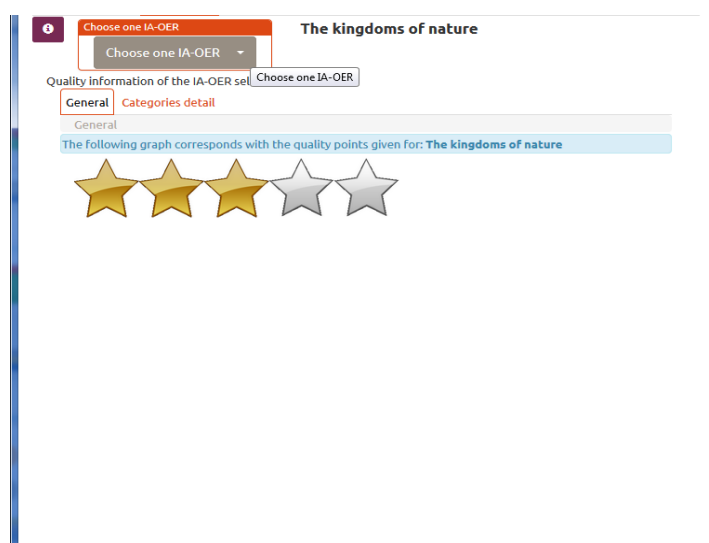 Choose one IA-OER
The kingdoms of nature
Choose one IA-OER
Choose one IA-OER
Quality information of the IA-OER sel
General Categories detail
General
The following graph corresponds with the quality points given for: The kingdoms of nature